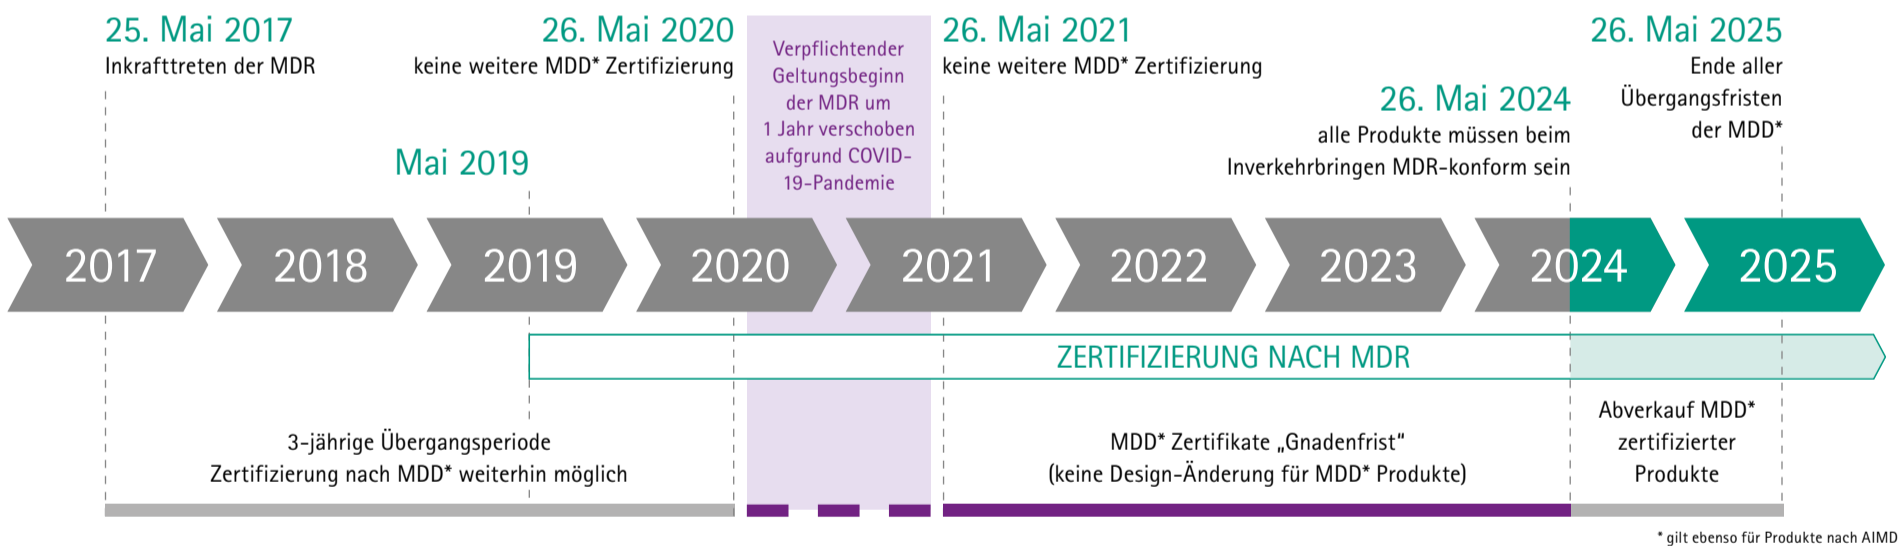 25. Mai 2017
Inkrafttreten der MDR
26. Mai 2020
keine weitere MDD* Zertifizierung
Verpflichtender
Geltungsbeginn
der MDR um
1 Jahr verschoben
aufgrund COVID-
19-Pandemie
26. Mai 2021
keine weitere MDD* Zertifizierung
26. Mai 2025
Ende aller
Übergangsfristen
der MDD*
26. Mai 2024
alle Produkte müssen beim
Inverkehrbringen MDR-konform sein
Mai 2019
2017
2018
2019
2020
2021
2022
2023
2024
2025
ZERTIFIZIERUNG NACH MDR
3-jährige Übergangsperiode
Zertifizierung nach MDD* weiterhin möglich
MDD* Zertifikate „Gnadenfrist“
(keine Design-Änderung für MDD* Produkte)
Abverkauf MDD*
zertifizierter
Produkte
* gilt ebenso für Produkte nach AIMD